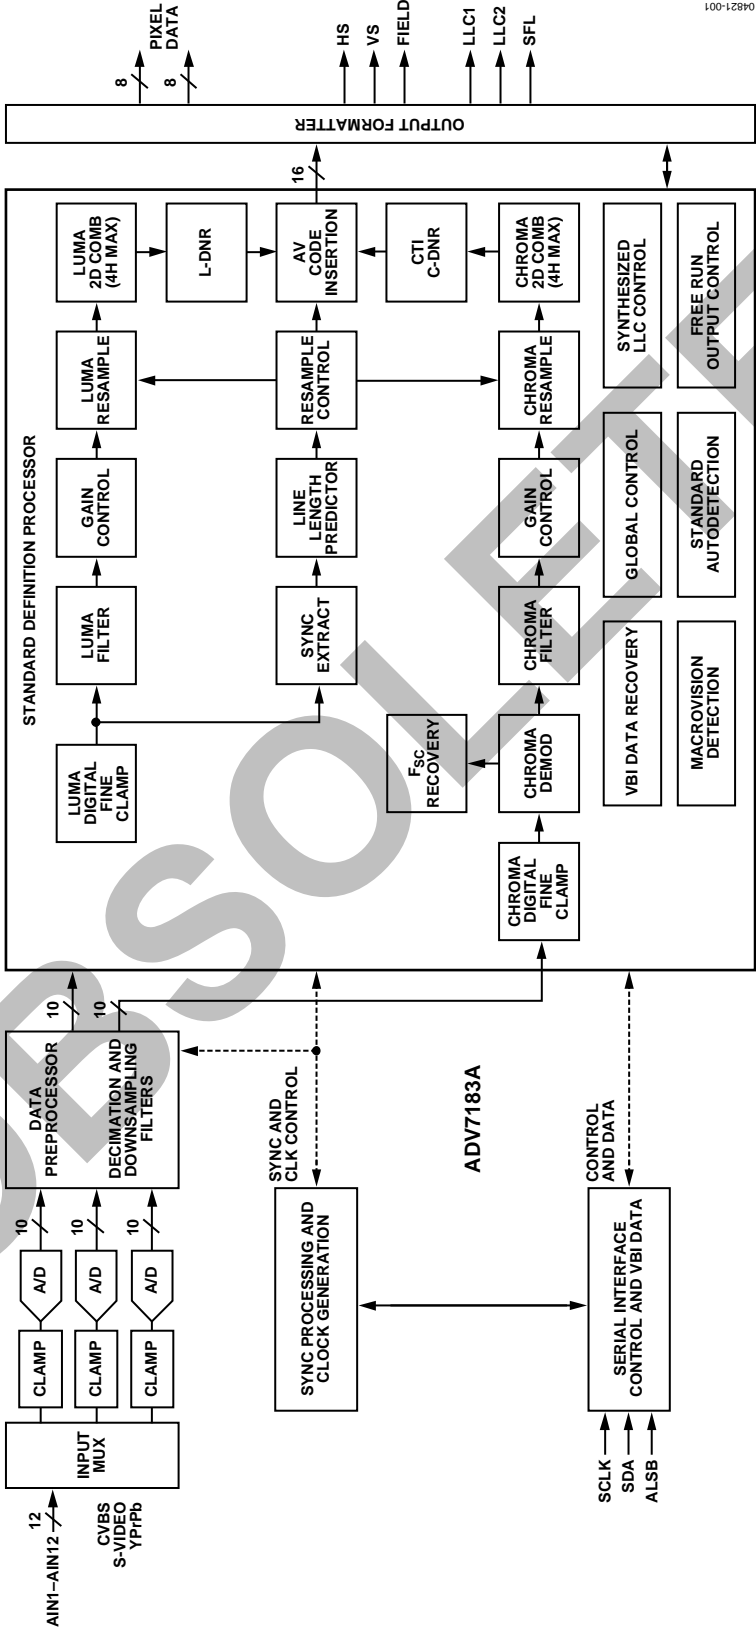 04821-001
AIN1–AIN12
12
CVBS
S-VIDEO
YPrPb
INPUT
MUX
CLAMP
CLAMP
CLAMP
A/D
A/D
A/D
10
10
10
DATA
PREPROCESSOR
DECIMATION AND
DOWNSAMPLING
FILTERS
10
10
SYNC PROCESSING AND
CLOCK GENERATION
SYNC AND
CLK CONTROL
ADV7183A
SCLK
SDA
ALSB
SERIAL INTERFACE
CONTROL AND VBI DATA
CONTROL
AND DATA
STANDARD DEFINITION PROCESSOR
LUMA
DIGITAL
FINE
CLAMP
LUMA
FILTER
GAIN
CONTROL
LUMA
RESAMPLE
LUMA
2D COMB
(4H MAX)
L-DNR
SYNC
EXTRACT
LINE
LENGTH
PREDICTOR
RESAMPLE
CONTROL
AV
CODE
INSERTION
FSC
RECOVERY
CTI
C-DNR
CHROMA
DIGITAL
FINE
CLAMP
CHROMA
DEMOD
CHROMA
FILTER
GAIN
CONTROL
CHROMA
RESAMPLE
CHROMA
2D COMB
(4H MAX)
VBI DATA RECOVERY
GLOBAL CONTROL
SYNTHESIZED
LLC CONTROL
MACROVISION
DETECTION
STANDARD
AUTODETECTION
FREE RUN
OUTPUT CONTROL
16
OUTPUT FORMATTER
8
8
PIXEL
DATA
HS
VS
FIELD
LLC1
LLC2
SFL
OBSOLETE